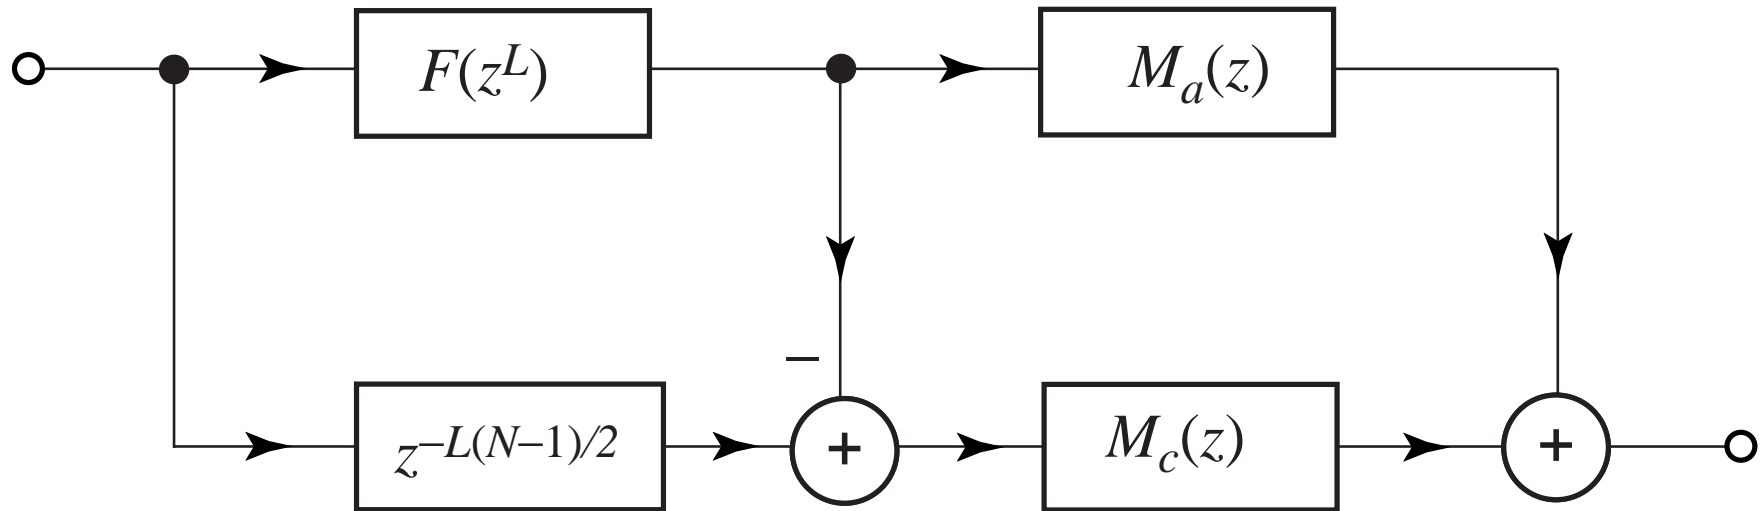 F(z^L)
M_a(z)
−
z^{−L(N−1)/2}
+
M_c(z)
+